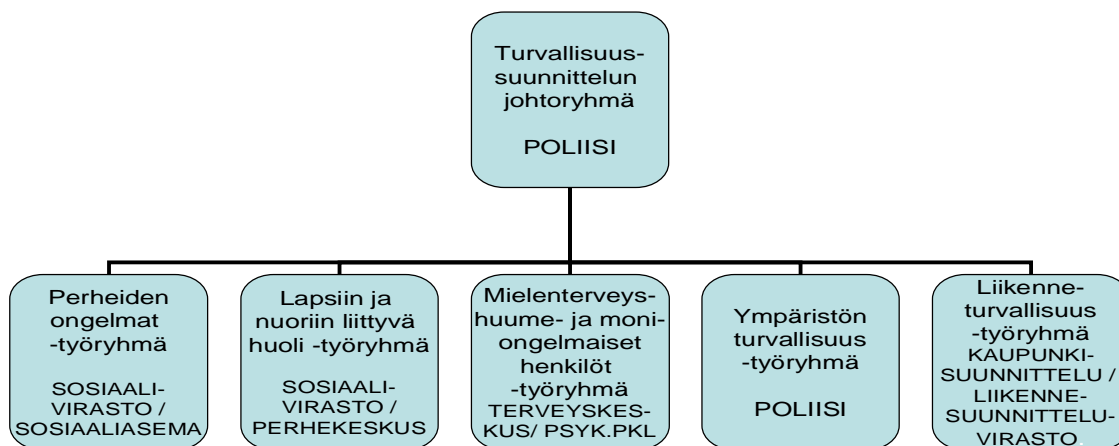 Turvallisuus-
suunnittelun
johtoryhmä
POLIISI
Perheiden
ongelmat
-työryhmä
SOSIAALI-
VIRASTO /
SOSIAALIASEMA
Lapsiin ja
nuoriin liittyvä
huoli -työryhmä
SOSIAALI-
VIRASTO /
PERHEKESKUS
Mielenterveys-
huume- ja moni-
ongelmaiset
henkilöt
-työryhmä
TERVEYSKES-
KUS/ PSYK.PKL
Ympäristön
turvallisuus
-työryhmä
POLIISI
Liikenne-
turvallisuus
-työryhmä
KAUPUNKI-
SUUNNITTELU /
LIIKENNE-
SUUNNITTELU-
VIRASTO.